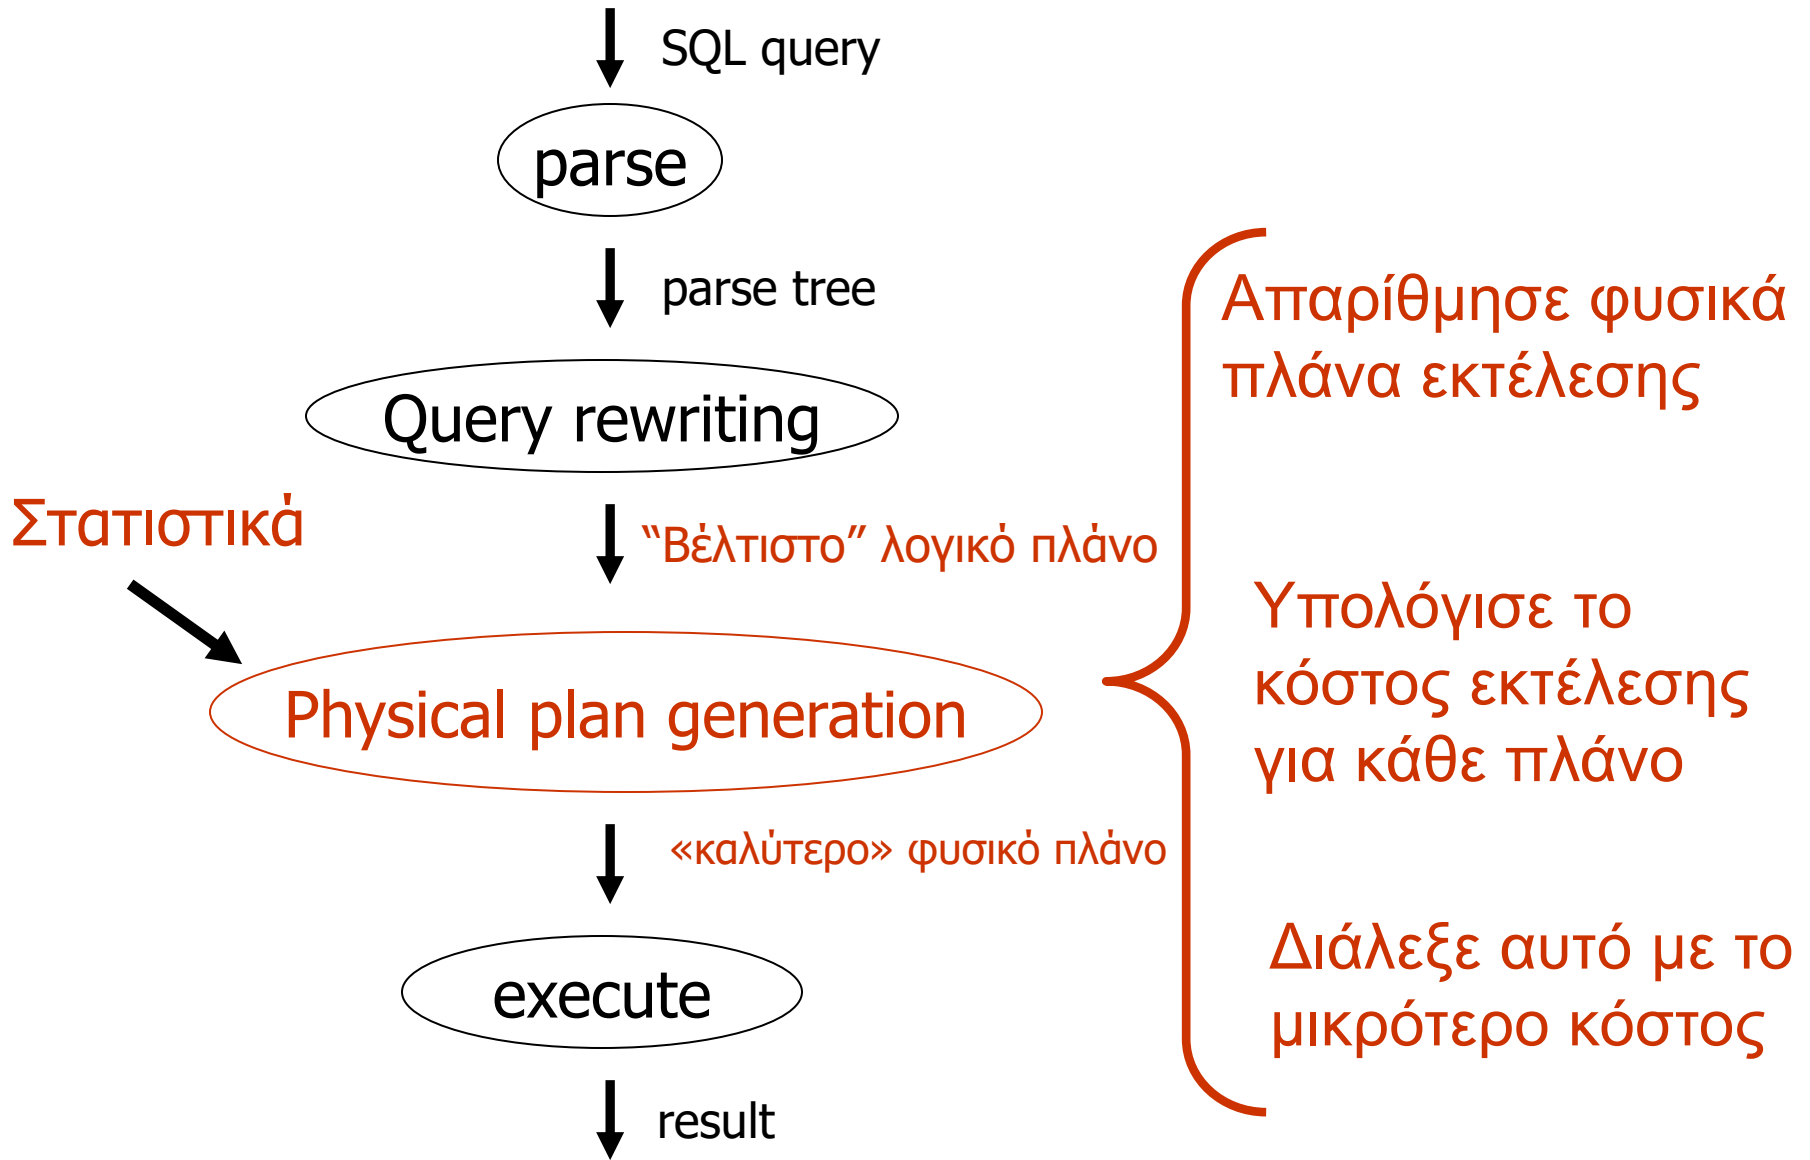 SQL query
parse
parse tree
Query rewriting
Στατιστικά
“Βέλτιστο” λογικό πλάνο
Physical plan generation
«καλύτερο» φυσικό πλάνο
execute
result
Απαρίθμησε φυσικά
πλάνα εκτέλεσης
Υπολόγισε το
κόστος εκτέλεσης
για κάθε πλάνο
Διάλεξε αυτό με το
μικρότερο κόστος